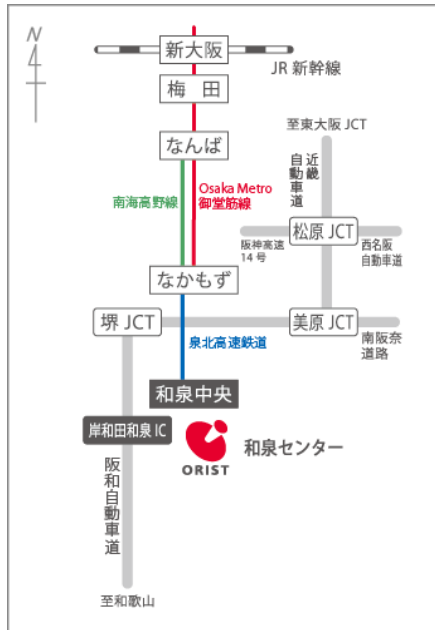 N
新大阪
JR 新幹線
梅 田
至東大阪 JCT
なんば
近畿
自動車道
南海高野線
Osaka Metro
御堂筋線
松原 JCT
阪神高速
14 号
西名阪
自動車道
なかもず
堺 JCT
美原 JCT
泉北高速鉄道
南阪奈
道路
和泉中央
岸和田和泉 IC
和泉センター
ORIST
阪和自動車道
至和歌山